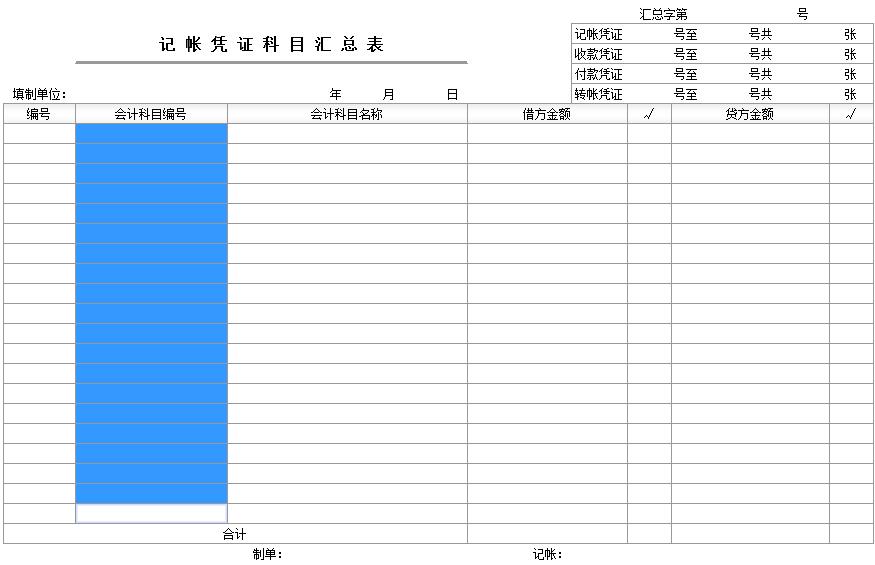 汇总字第 号
记帐凭证 号至 号共 张
记帐凭证科目汇总表
收款凭证 号至 号共 张
付款凭证 号至 号共 张
填制单位: 年 月 日 转帐凭证 号至 号共 张
编号 会计科目编号 会计科目名称 借方金额 √ 贷方金额 √
合计
制单: 记帐: